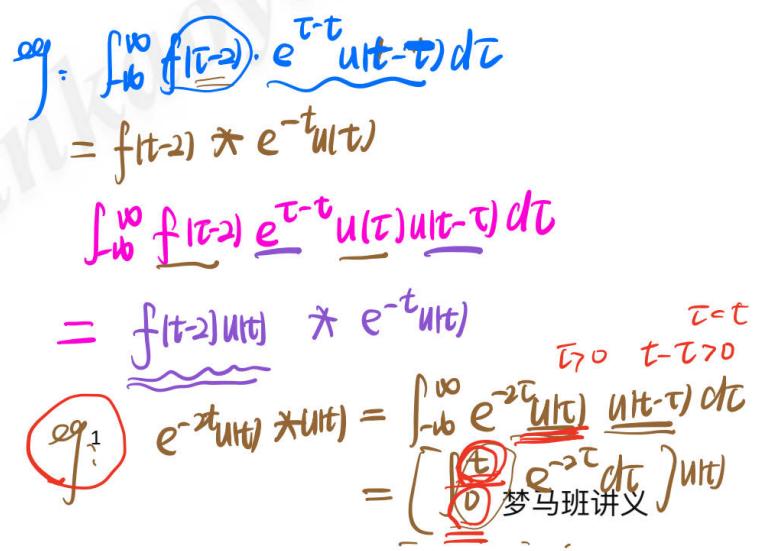 eg: ∫_{-∞}^{∞} f(τ-2)·e^{τ-t} u(t-τ)dτ
= f(t-2) * e^{-t}u(t)
∫_{-∞}^{∞} f(τ-2) e^{τ-t} u(τ)u(t-τ)dτ
= f(t-2)u(t) * e^{-t}u(t)
τ<t
τ>0 t-τ>0
eg1: e^{-2t}u(t) * u(t) = ∫_{-∞}^{∞} e^{-2τ}u(τ) u(t-τ)dτ
= [∫_{0}^{t} e^{-2τ}dτ]u(t)
梦马班讲义